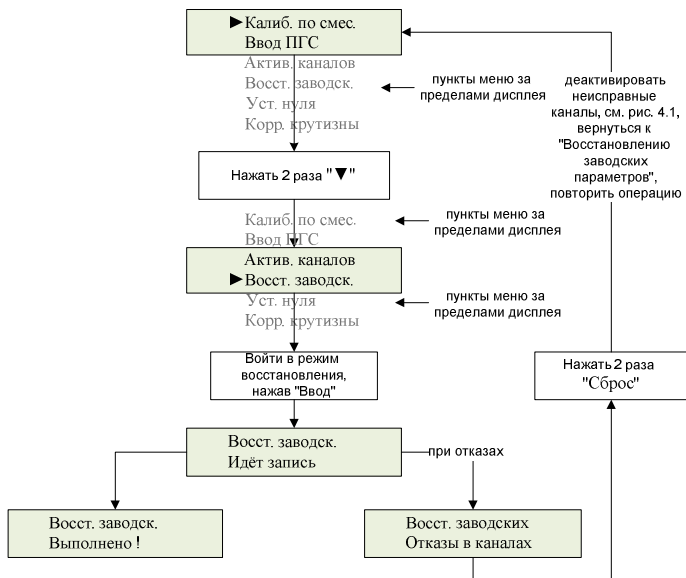 ►Калиб. по смес.
Ввод ПГС
Актив. каналов
Восст. заводск.
Уст. нуля
Корр. крутизны
пункты меню за
пределами дисплея
деактивировать
неисправные
каналы, см. рис. 4.1,
вернуться к
"Восстановлению
заводских
параметров",
повторить операцию
Нажать 2 раза "▼"
Калиб. по смес.
Ввод ПГС
пункты меню за
пределами дисплея
Актив. каналов
►Восст. заводск.
Уст. нуля
Корр. крутизны
пункты меню за
пределами дисплея
Войти в режим
восстановления,
нажав "Ввод"
Нажать 2 раза
"Сброс"
Восст. заводск.
Идёт запись
при отказах
Восст. заводск.
Выполнено !
Восст. заводских
Отказы в каналах